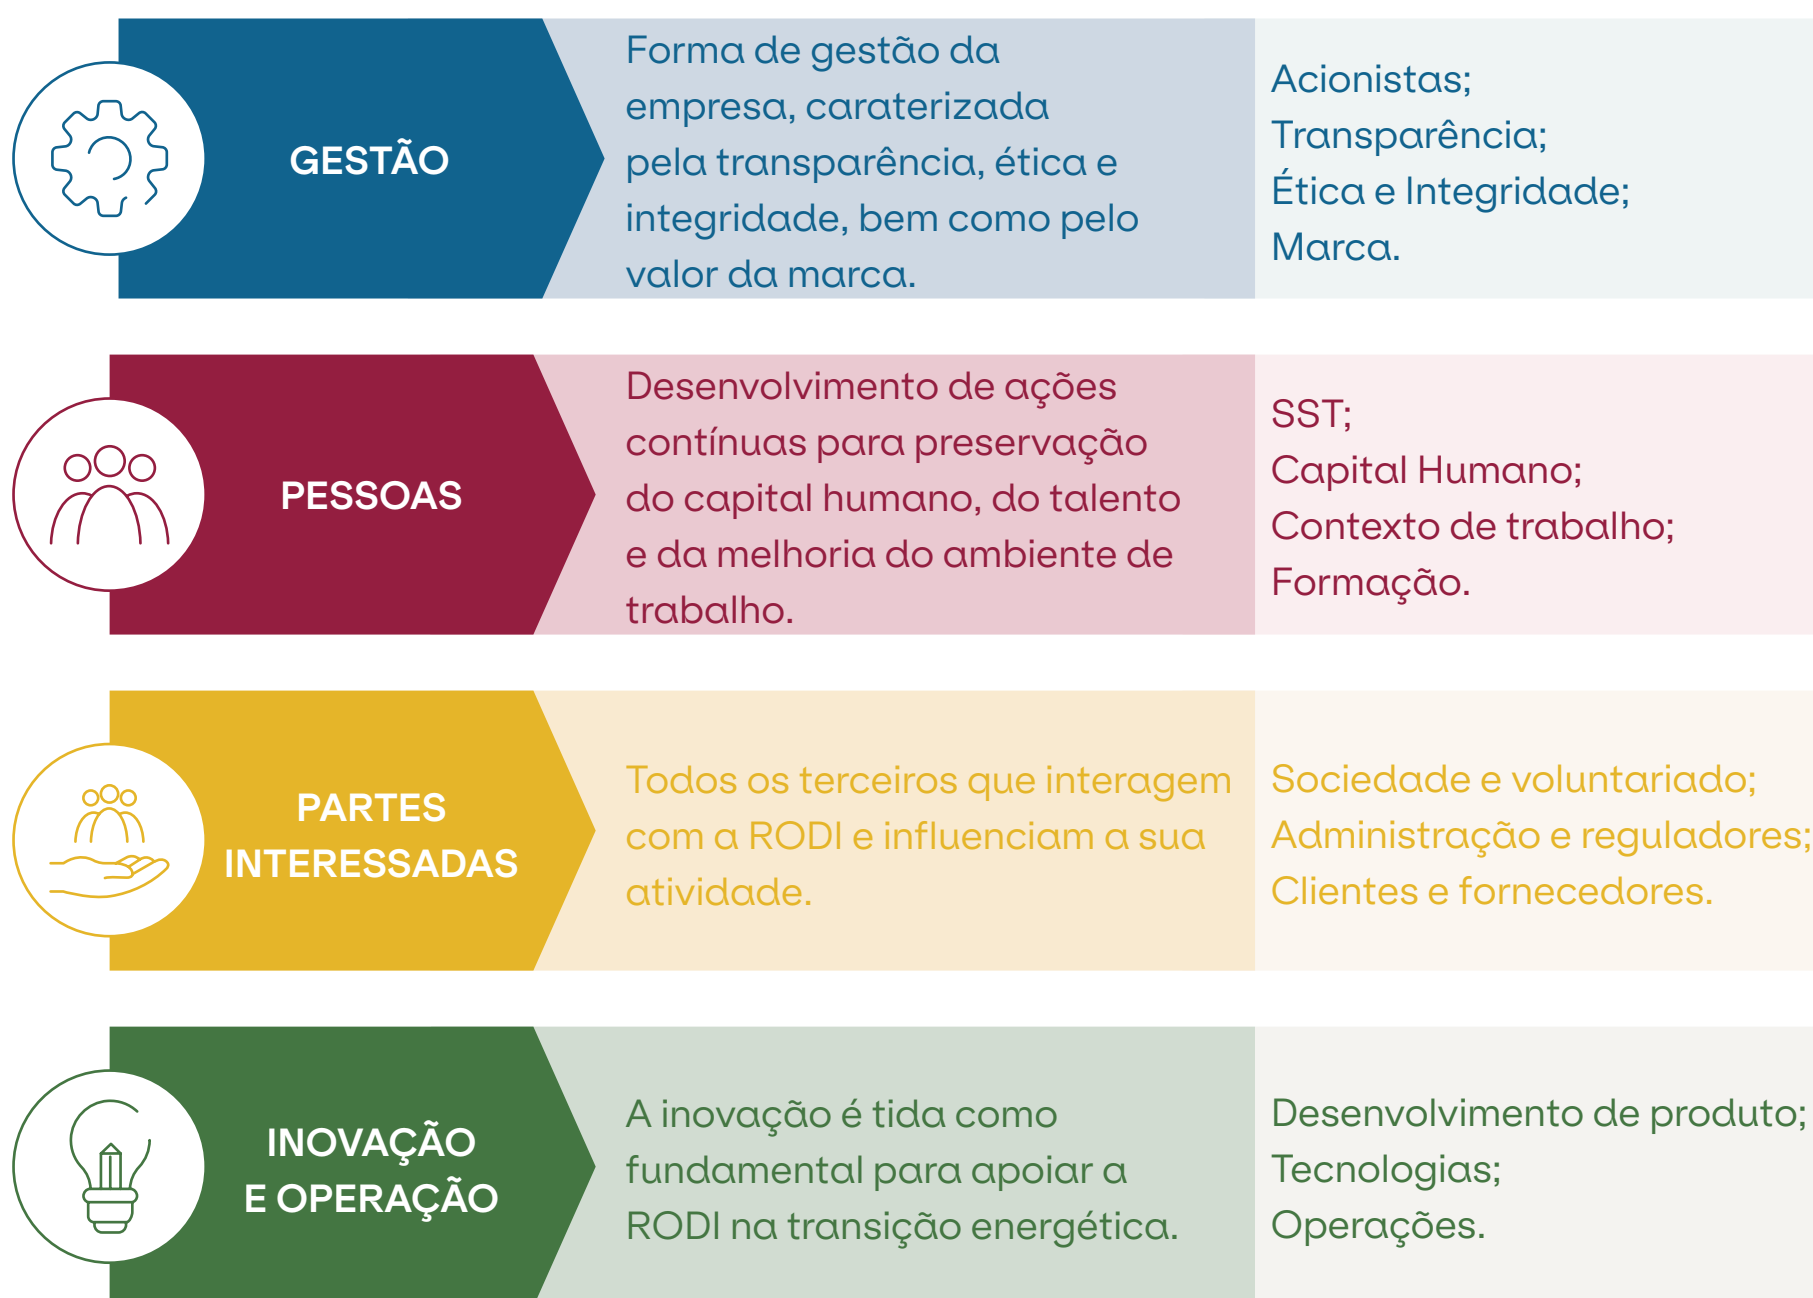 GESTÃO
Forma de gestão da
empresa, caraterizada
pela transparência, ética e
integridade, bem como pelo
valor da marca.
Acionistas;
Transparência;
Ética e Integridade;
Marca.
PESSOAS
Desenvolvimento de ações
contínuas para preservação
do capital humano, do talento
e da melhoria do ambiente de
trabalho.
SST;
Capital Humano;
Contexto de trabalho;
Formação.
PARTES
INTERESSADAS
Todos os terceiros que interagem
com a RODI e influenciam a sua
atividade.
Sociedade e voluntariado;
Administração e reguladores;
Clientes e fornecedores.
INOVAÇÃO
E OPERAÇÃO
A inovação é tida como
fundamental para apoiar a
RODI na transição energética.
Desenvolvimento de produto;
Tecnologias;
Operações.